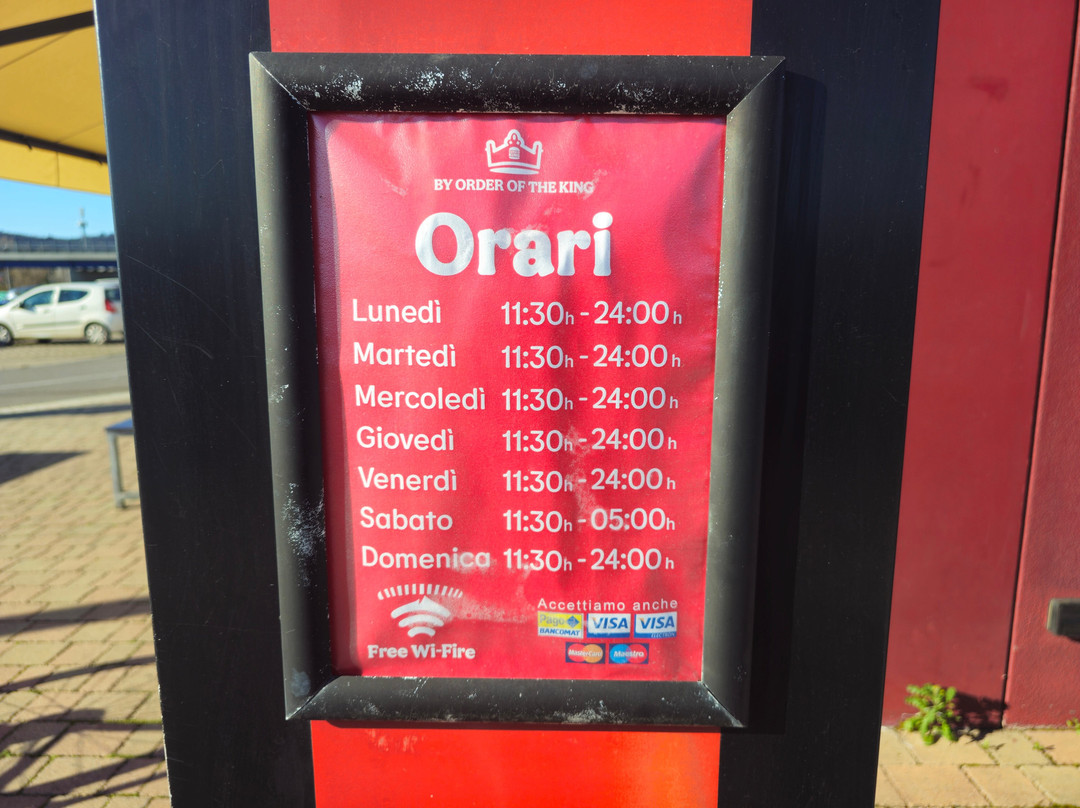 BY ORDER OF THE KING
Orari
Lunedì 11:30h - 24:00h
Martedì 11:30h - 24:00h
Mercoledì 11:30h - 24:00h
Giovedì 11:30h - 24:00h
Venerdì 11:30h - 24:00h
Sabato 11:30h - 05:00h
Domenica 11:30h - 24:00h
Accettiamo anche
Pago BANCOMAT VISA VISA ELECTRON
MasterCard Maestro
Free Wi-Fire